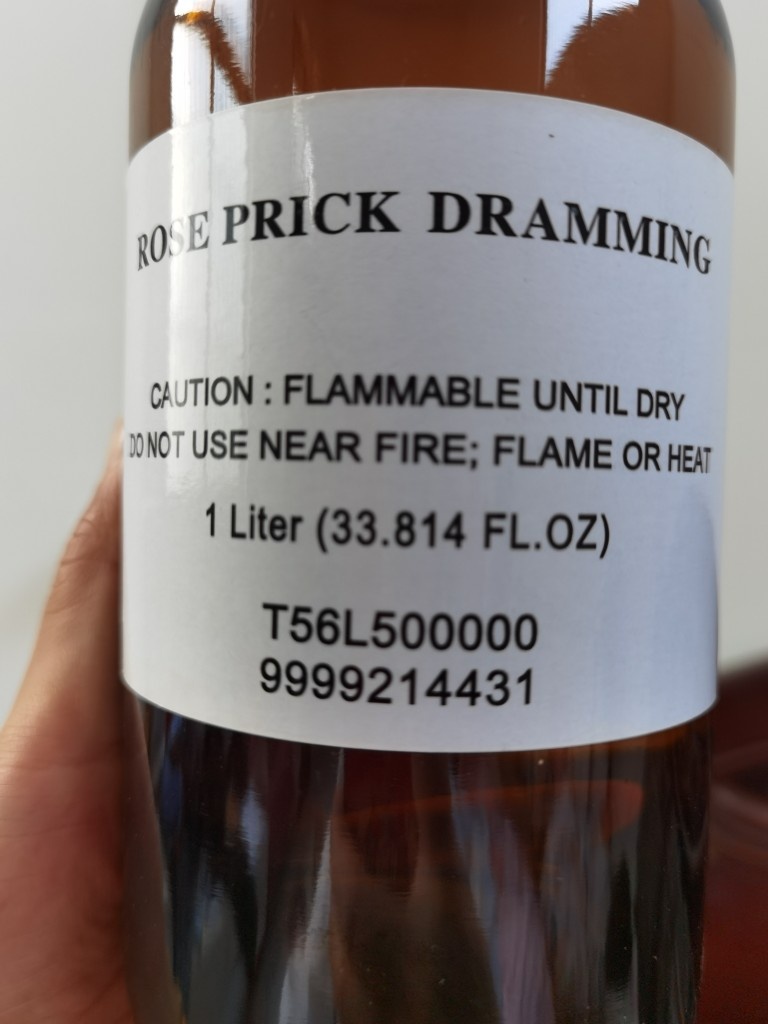 ROSE PRICK DRAMMING
CAUTION : FLAMMABLE UNTIL DRY
DO NOT USE NEAR FIRE; FLAME OR HEAT
1 Liter (33.814 FL.OZ)
T56L500000
9999214431